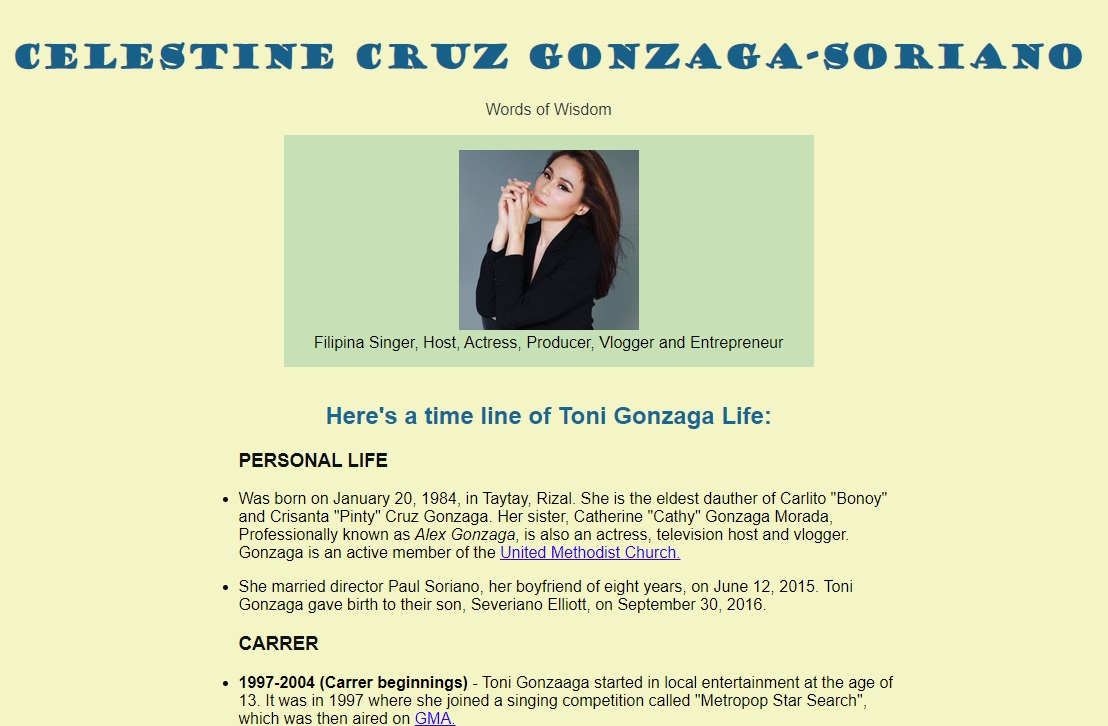 CELESTINE CRUZ GONZAGA-SORIANO
Words of Wisdom
Filipina Singer, Host, Actress, Producer, Vlogger and Entrepreneur
Here's a time line of Toni Gonzaga Life:
PERSONAL LIFE
• Was born on January 20, 1984, in Taytay, Rizal. She is the eldest dauther of Carlito "Bonoy"
and Crisanta "Pinty" Cruz Gonzaga. Her sister, Catherine "Cathy" Gonzaga Morada,
Professionally known as Alex Gonzaga, is also an actress, television host and vlogger.
Gonzaga is an active member of the United Methodist Church.
• She married director Paul Soriano, her boyfriend of eight years, on June 12, 2015. Toni
Gonzaga gave birth to their son, Severiano Elliott, on September 30, 2016.
CARRER
• 1997-2004 (Carrer beginnings) - Toni Gonzaaga started in local entertainment at the age of
13. It was in 1997 where she joined a singing competition called "Metropop Star Search",
which was then aired on GMA.